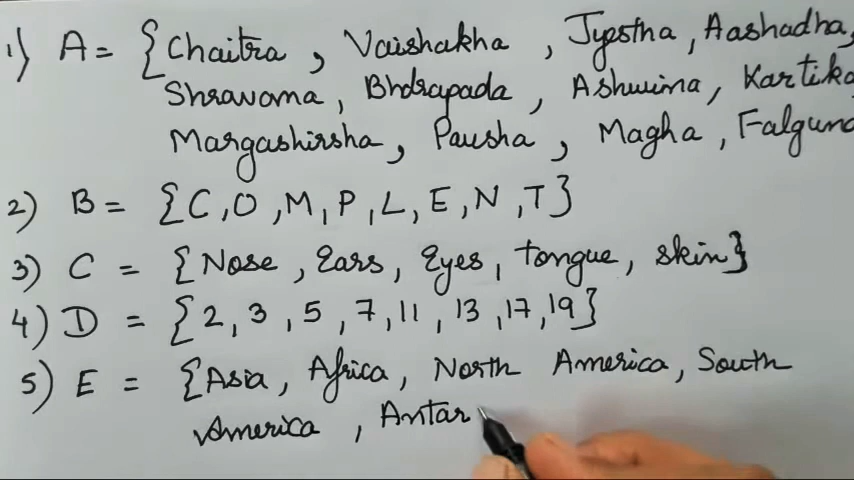 1) A = {Chaitra, Vaishakha, Jyestha, Aashadha,
Shravana, Bhdrapada, Ashwina, Kartika
Margashirsha, Pausha, Magha, Falguna
2) B = {C, O, M, P, L, E, N, T}
3) C = {Nose, Ears, Eyes, tongue, skin}
4) D = {2, 3, 5, 7, 11, 13, 17, 19}
5) E = {Asia, Africa, North America, South
America, Antar